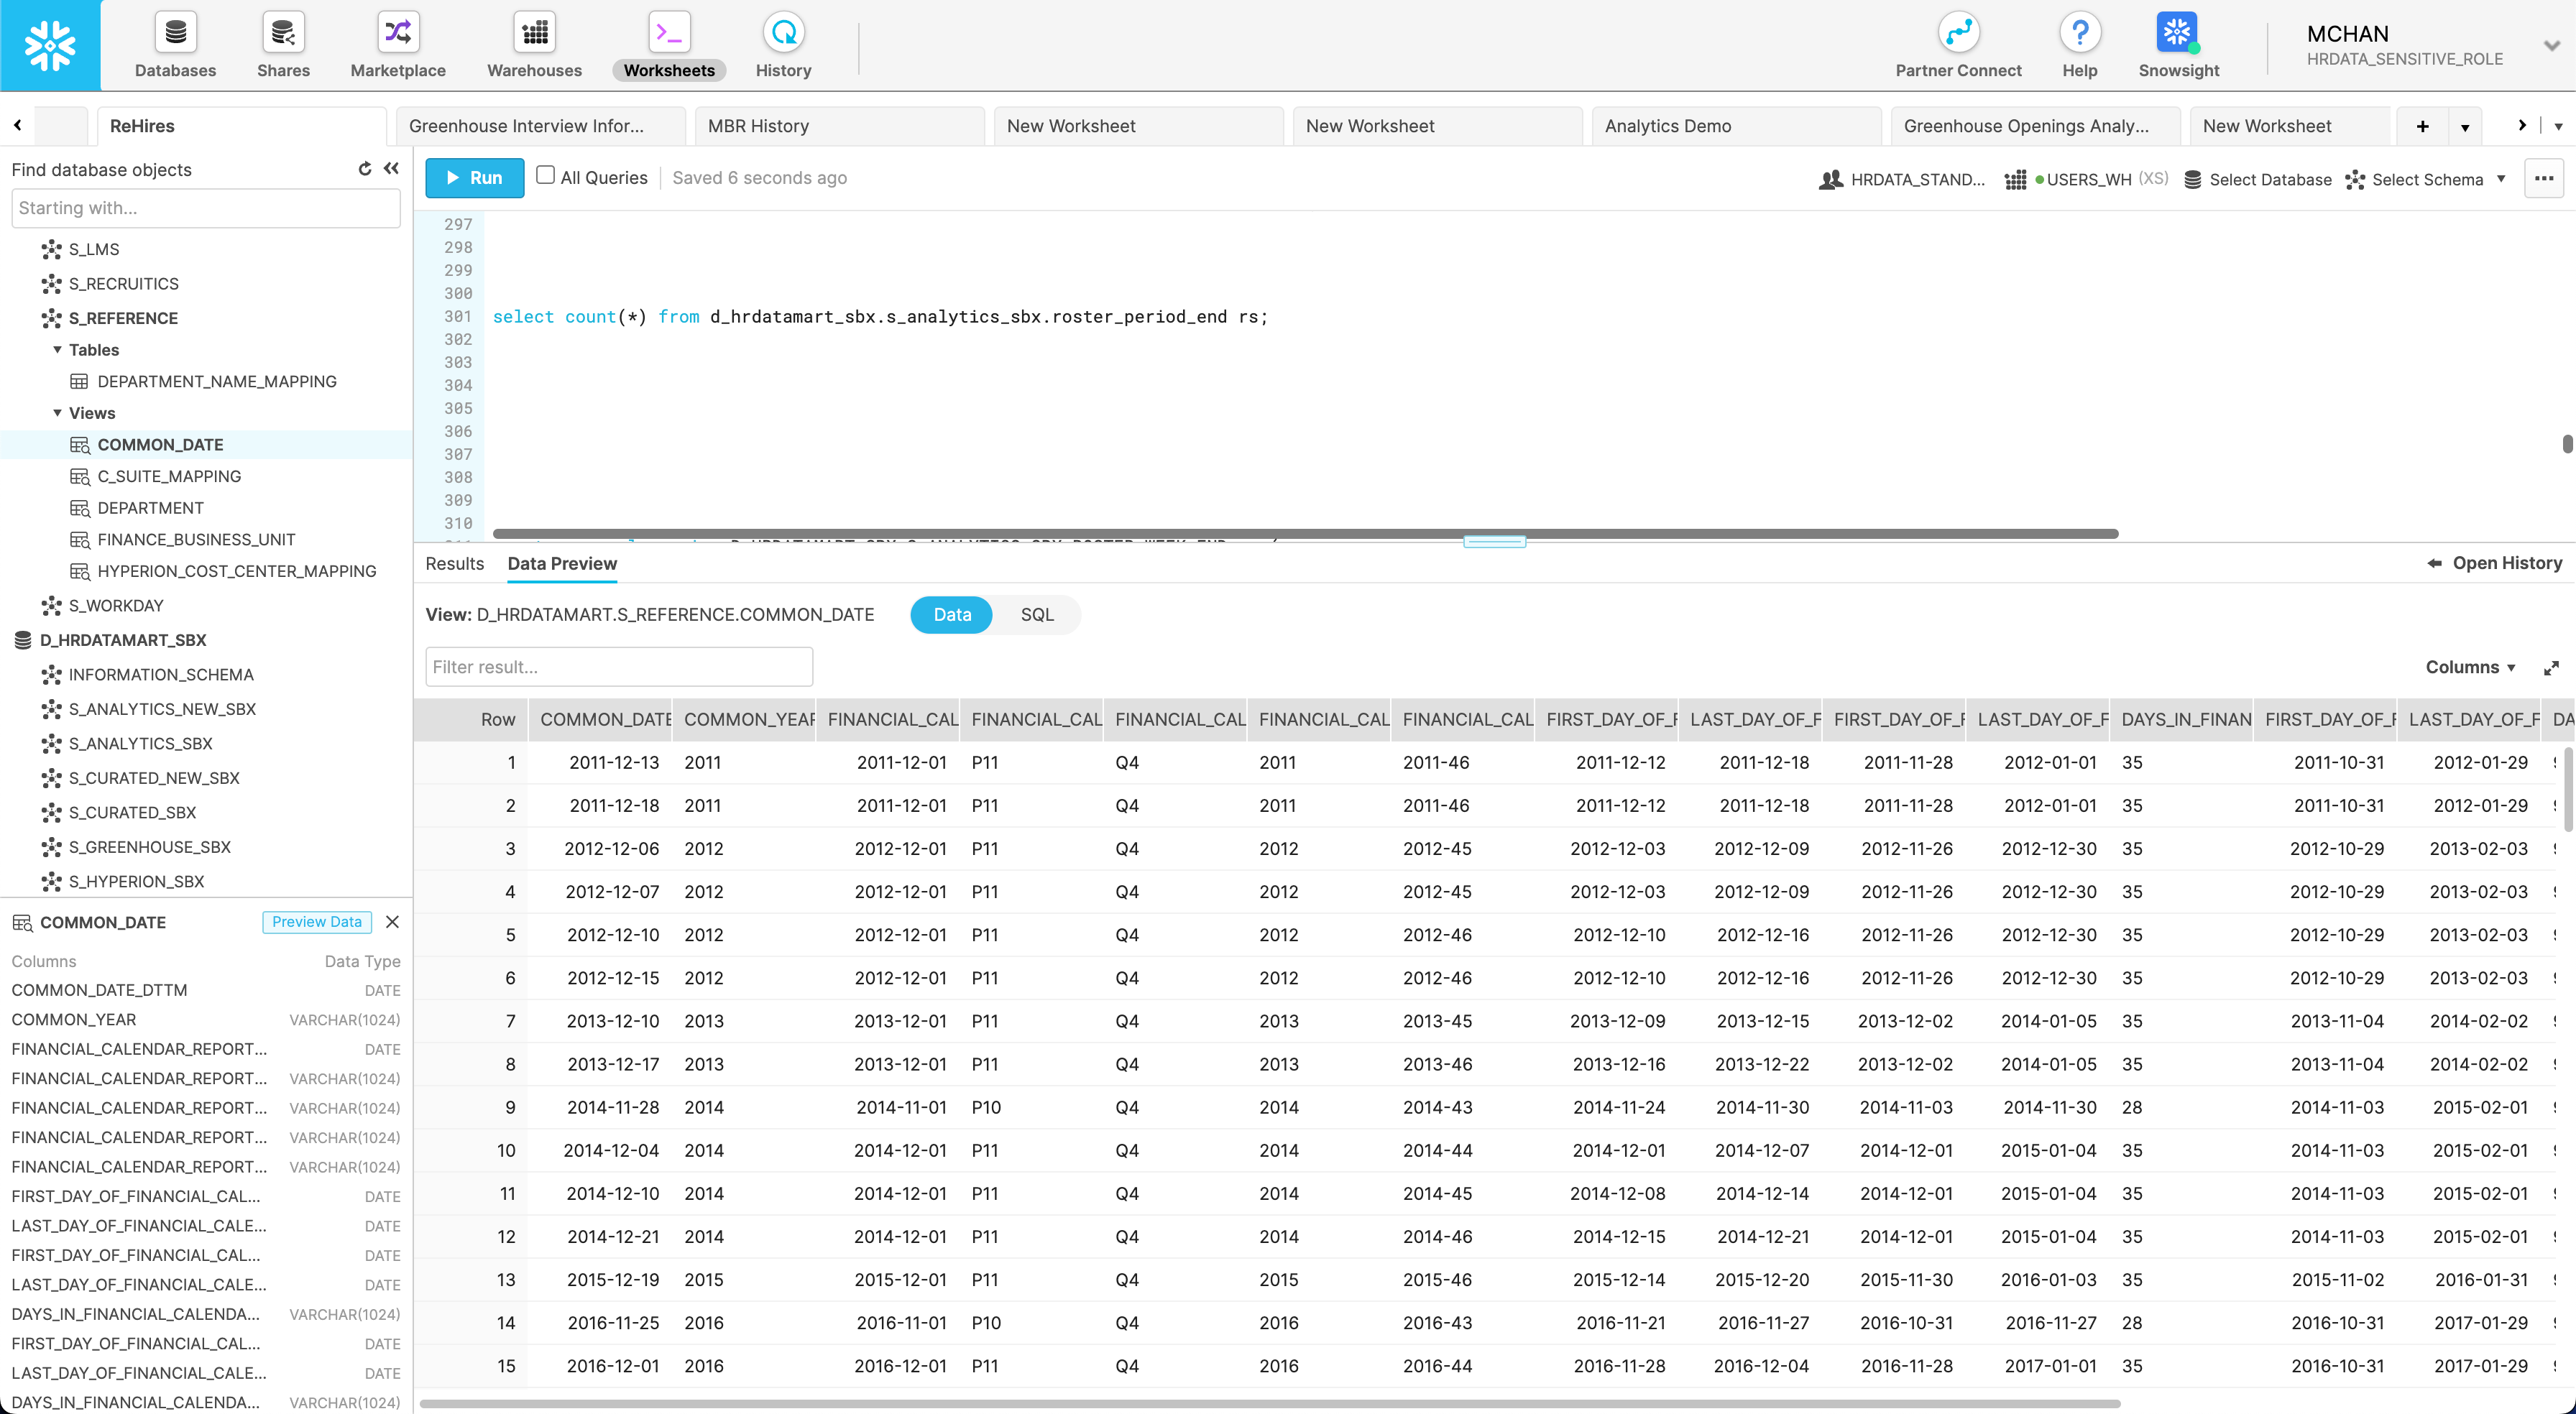 Databases Shares Marketplace Warehouses Worksheets History Partner Connect Help Snowsight
MCHAN
HRDATA_SENSITIVE_ROLE
ReHires Greenhouse Interview Infor... MBR History New Worksheet New Worksheet Analytics Demo Greenhouse Openings Analy... New Worksheet
Find database objects
Starting with...
S_LMS
S_RECRUITICS
S_REFERENCE
Tables
DEPARTMENT_NAME_MAPPING
Views
COMMON_DATE
C_SUITE_MAPPING
DEPARTMENT
FINANCE_BUSINESS_UNIT
HYPERION_COST_CENTER_MAPPING
S_WORKDAY
D_HRDATAMART_SBX
INFORMATION_SCHEMA
S_ANALYTICS_NEW_SBX
S_ANALYTICS_SBX
S_CURATED_NEW_SBX
S_CURATED_SBX
S_GREENHOUSE_SBX
S_HYPERION_SBX
COMMON_DATE Preview Data
Columns Data Type
COMMON_DATE_DTTM DATE
COMMON_YEAR VARCHAR(1024)
FINANCIAL_CALENDAR_REPORT... DATE
FINANCIAL_CALENDAR_REPORT... VARCHAR(1024)
FINANCIAL_CALENDAR_REPORT... VARCHAR(1024)
FINANCIAL_CALENDAR_REPORT... VARCHAR(1024)
FINANCIAL_CALENDAR_REPORT... VARCHAR(1024)
FIRST_DAY_OF_FINANCIAL_CAL... DATE
LAST_DAY_OF_FINANCIAL_CALE... DATE
FIRST_DAY_OF_FINANCIAL_CAL... DATE
LAST_DAY_OF_FINANCIAL_CALE... DATE
DAYS_IN_FINANCIAL_CALENDA... VARCHAR(1024)
FIRST_DAY_OF_FINANCIAL_CAL... DATE
LAST_DAY_OF_FINANCIAL_CALE... DATE
DAYS_IN_FINANCIAL_CALENDA... VARCHAR(1024)
Run All Queries Saved 6 seconds ago HRDATA_STAND... USERS_WH (XS) Select Database Select Schema
297
298
299
300
301 select count(*) from d_hrdatamart_sbx.s_analytics_sbx.roster_period_end rs;
302
303
304
305
306
307
308
309
310
Results Data Preview Open History
View: D_HRDATAMART.S_REFERENCE.COMMON_DATE Data SQL
Filter result... Columns
Row COMMON_DATE COMMON_YEAR FINANCIAL_CAL FINANCIAL_CAL FINANCIAL_CAL FINANCIAL_CAL FINANCIAL_CAL FIRST_DAY_OF_F LAST_DAY_OF_F FIRST_DAY_OF_F LAST_DAY_OF_F DAYS_IN_FINAN FIRST_DAY_OF_F LAST_DAY_OF_F DA
1 2011-12-13 2011 2011-12-01 P11 Q4 2011 2011-46 2011-12-12 2011-12-18 2011-11-28 2012-01-01 35 2011-10-31 2012-01-29
2 2011-12-18 2011 2011-12-01 P11 Q4 2011 2011-46 2011-12-12 2011-12-18 2011-11-28 2012-01-01 35 2011-10-31 2012-01-29
3 2012-12-06 2012 2012-12-01 P11 Q4 2012 2012-45 2012-12-03 2012-12-09 2012-11-26 2012-12-30 35 2012-10-29 2013-02-03
4 2012-12-07 2012 2012-12-01 P11 Q4 2012 2012-45 2012-12-03 2012-12-09 2012-11-26 2012-12-30 35 2012-10-29 2013-02-03
5 2012-12-10 2012 2012-12-01 P11 Q4 2012 2012-46 2012-12-10 2012-12-16 2012-11-26 2012-12-30 35 2012-10-29 2013-02-03
6 2012-12-15 2012 2012-12-01 P11 Q4 2012 2012-46 2012-12-10 2012-12-16 2012-11-26 2012-12-30 35 2012-10-29 2013-02-03
7 2013-12-10 2013 2013-12-01 P11 Q4 2013 2013-45 2013-12-09 2013-12-15 2013-12-02 2014-01-05 35 2013-11-04 2014-02-02
8 2013-12-17 2013 2013-12-01 P11 Q4 2013 2013-46 2013-12-16 2013-12-22 2013-12-02 2014-01-05 35 2013-11-04 2014-02-02
9 2014-11-28 2014 2014-11-01 P10 Q4 2014 2014-43 2014-11-24 2014-11-30 2014-11-03 2014-11-30 28 2014-11-03 2015-02-01
10 2014-12-04 2014 2014-12-01 P11 Q4 2014 2014-44 2014-12-01 2014-12-07 2014-12-01 2015-01-04 35 2014-11-03 2015-02-01
11 2014-12-10 2014 2014-12-01 P11 Q4 2014 2014-45 2014-12-08 2014-12-14 2014-12-01 2015-01-04 35 2014-11-03 2015-02-01
12 2014-12-21 2014 2014-12-01 P11 Q4 2014 2014-46 2014-12-15 2014-12-21 2014-12-01 2015-01-04 35 2014-11-03 2015-02-01
13 2015-12-19 2015 2015-12-01 P11 Q4 2015 2015-46 2015-12-14 2015-12-20 2015-11-30 2016-01-03 35 2015-11-02 2016-01-31
14 2016-11-25 2016 2016-11-01 P10 Q4 2016 2016-43 2016-11-21 2016-11-27 2016-10-31 2016-11-27 28 2016-10-31 2017-01-29
15 2016-12-01 2016 2016-12-01 P11 Q4 2016 2016-44 2016-11-28 2016-12-04 2016-11-28 2017-01-01 35 2016-10-31 2017-01-29